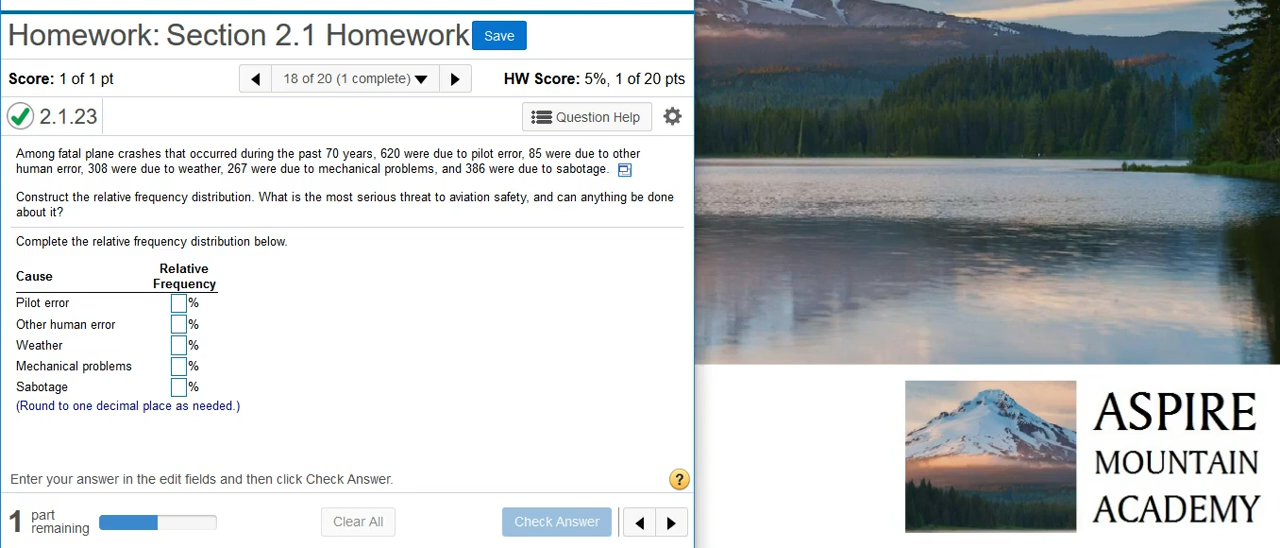 Homework: Section 2.1 Homework Save
Score: 1 of 1 pt 18 of 20 (1 complete) HW Score: 5%, 1 of 20 pts
2.1.23 Question Help
Among fatal plane crashes that occurred during the past 70 years, 620 were due to pilot error, 85 were due to other
human error, 308 were due to weather, 267 were due to mechanical problems, and 386 were due to sabotage.
Construct the relative frequency distribution. What is the most serious threat to aviation safety, and can anything be done
about it?
Complete the relative frequency distribution below.
Cause Relative
Frequency
Pilot error %
Other human error %
Weather %
Mechanical problems %
Sabotage %
(Round to one decimal place as needed.)
Enter your answer in the edit fields and then click Check Answer. ?
1 part
remaining
Clear All Check Answer
ASPIRE
MOUNTAIN
ACADEMY